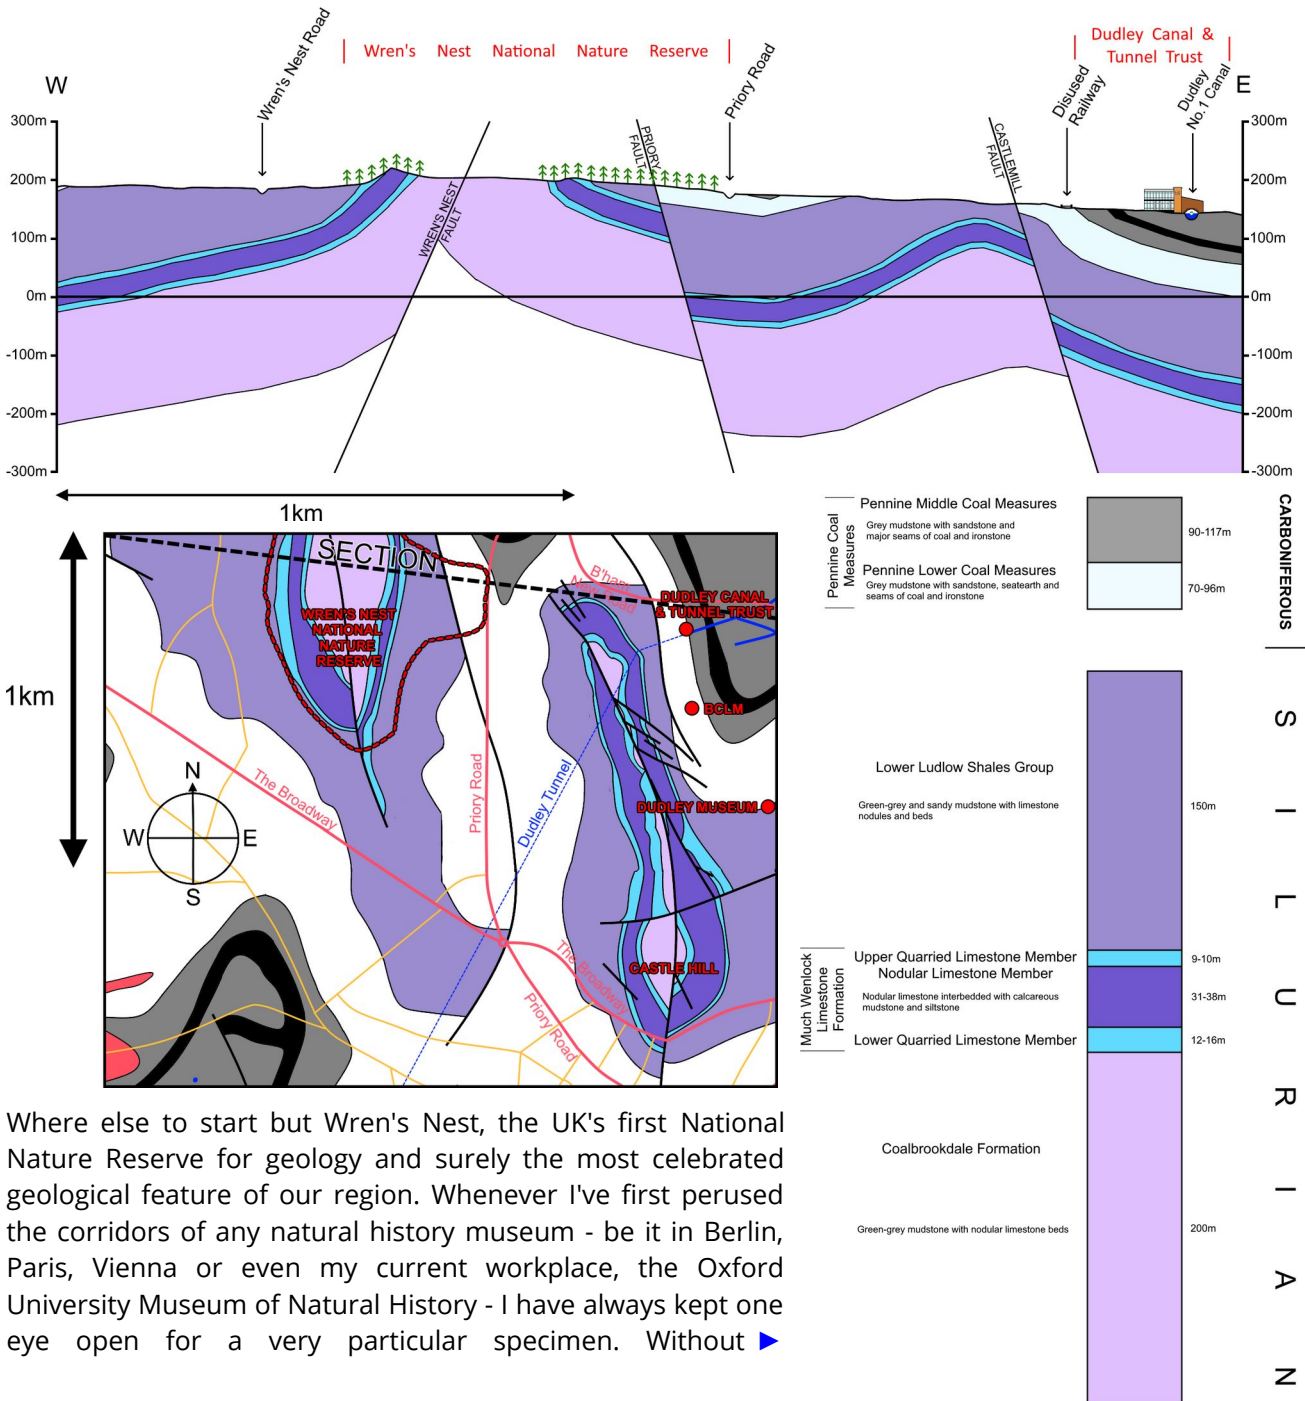 Wren's Nest National Nature Reserve
Dudley Canal &
Tunnel Trust
W
E
Wren's Nest Road
Priory Road
Disused
Railway
Dudley
No.1 Canal
300m
200m
100m
0m
-100m
-200m
-300m
300m
200m
100m
0m
-100m
-200m
-300m
WREN'S NEST
FAULT
PRIORY
FAULT
CASTLEMILL
FAULT
1km
1km
SECTION
WREN'S NEST
NATIONAL
NATURE
RESERVE
B'ham
Road
DUDLEY CANAL
& TUNNEL TRUST
BCLM
DUDLEY MUSEUM
CASTLE HILL
The Broadway
Priory Road
Dudley Tunnel
The Broadway
Priory Road
N
W
E
S
Pennine Coal
Measures
Pennine Middle Coal Measures
Grey mudstone with sandstone and
major seams of coal and ironstone
90-117m
Pennine Lower Coal Measures
Grey mudstone with sandstone, seatearth and
seams of coal and ironstone
70-96m
CARBONIFEROUS
Lower Ludlow Shales Group
Green-grey and sandy mudstone with limestone
nodules and beds
150m
Much Wenlock
Limestone
Formation
Upper Quarried Limestone Member
9-10m
Nodular Limestone Member
Nodular limestone interbedded with calcareous
mudstone and siltstone
31-38m
Lower Quarried Limestone Member
12-16m
Coalbrookdale Formation
Green-grey mudstone with nodular limestone beds
200m
SILURIAN
Where else to start but Wren's Nest, the UK's first National
Nature Reserve for geology and surely the most celebrated
geological feature of our region. Whenever I've first perused
the corridors of any natural history museum - be it in Berlin,
Paris, Vienna or even my current workplace, the Oxford
University Museum of Natural History - I have always kept one
eye open for a very particular specimen. Without ►